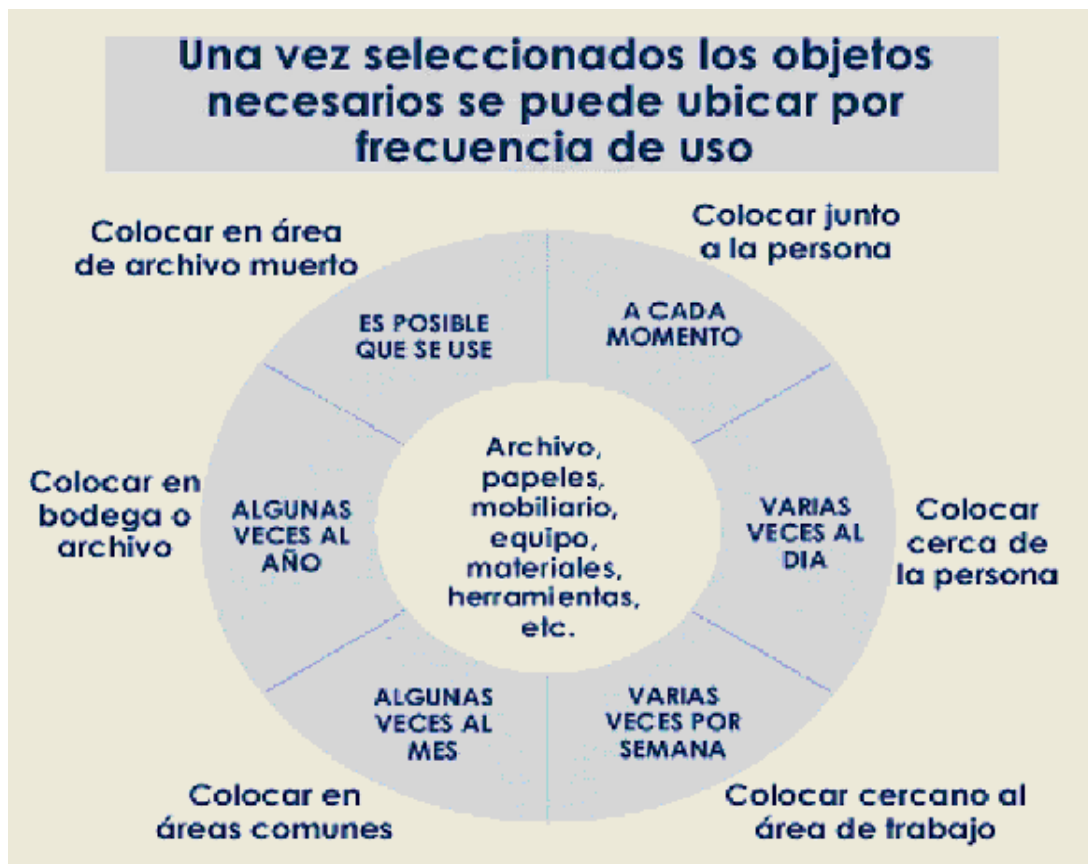 Una vez seleccionados los objetos
necesarios se puede ubicar por
frecuencia de uso
Colocar junto
a la persona
A CADA
MOMENTO
Colocar
cerca de
la persona
VARIAS
VECES AL
DIA
Colocar cercano al
área de trabajo
VARIAS
VECES POR
SEMANA
Colocar en
áreas comunes
ALGUNAS
VECES AL
MES
Colocar en
bodega o
archivo
ALGUNAS
VECES AL
AÑO
Colocar en área
de archivo muerto
ES POSIBLE
QUE SE USE
Archivo,
papeles,
mobiliario,
equipo,
materiales,
herramientas,
etc.